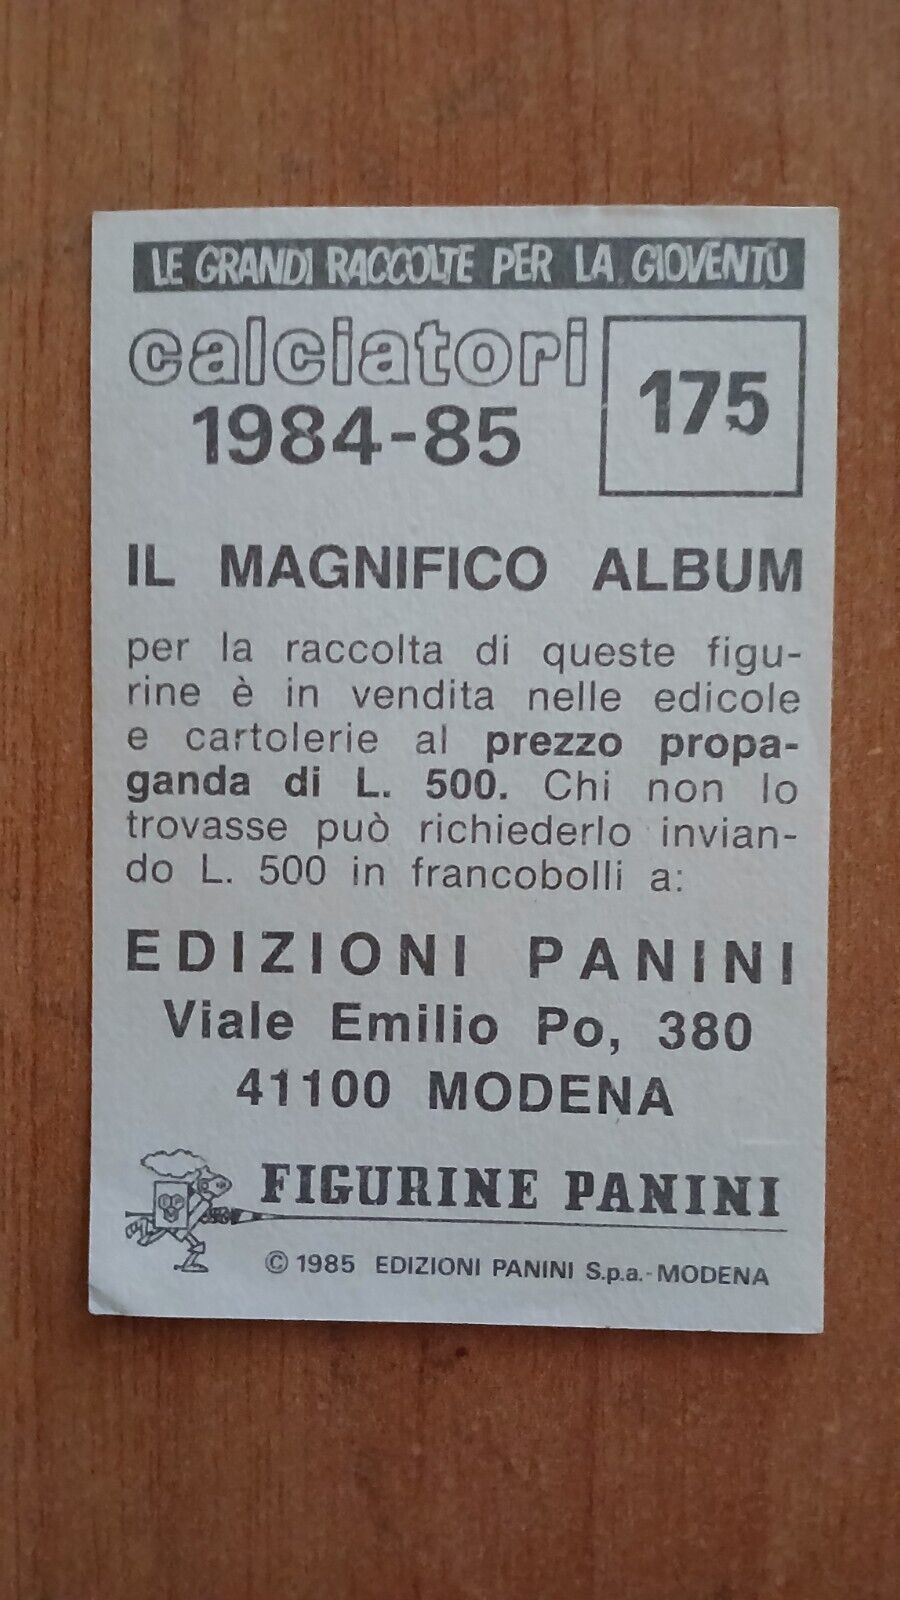 LE GRANDI RACCOLTE PER LA GIOVENTÙ
calciatori
1984-85
175
IL MAGNIFICO ALBUM
per la raccolta di queste figu-
rine è in vendita nelle edicole
e cartolerie al prezzo propa-
ganda di L. 500. Chi non lo
trovasse può richiederlo invian-
do L. 500 in francobolli a:
EDIZIONI PANINI
Viale Emilio Po, 380
41100 MODENA
FIGURINE PANINI
© 1985 EDIZIONI PANINI S.p.a.-MODENA